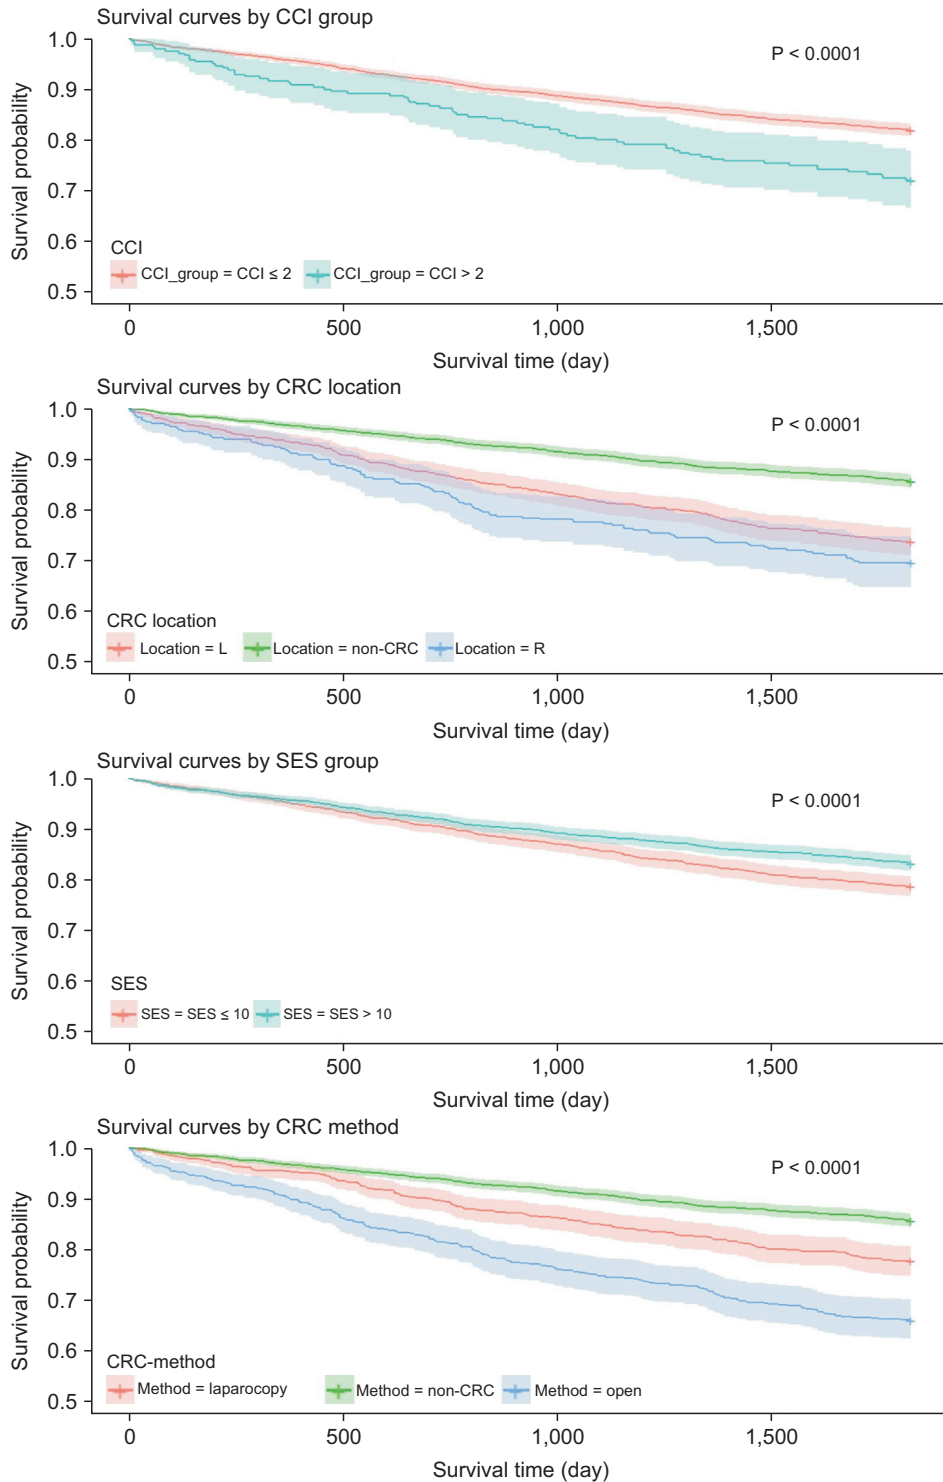 Survival curves by CCI group
1.0
P < 0.0001
0.9
0.8
0.7
0.6
0.5
Survival probability
CCI
CCI_group = CCI ≤ 2 CCI_group = CCI > 2
0 500 1,000 1,500
Survival time (day)
Survival curves by CRC location
1.0
P < 0.0001
0.9
0.8
0.7
0.6
0.5
Survival probability
CRC location
Location = L Location = non-CRC Location = R
0 500 1,000 1,500
Survival time (day)
Survival curves by SES group
1.0
P < 0.0001
0.9
0.8
0.7
0.6
0.5
Survival probability
SES
SES = SES ≤ 10 SES = SES > 10
0 500 1,000 1,500
Survival time (day)
Survival curves by CRC method
1.0
P < 0.0001
0.9
0.8
0.7
0.6
0.5
Survival probability
CRC-method
Method = laparocopy Method = non-CRC Method = open
0 500 1,000 1,500
Survival time (day)